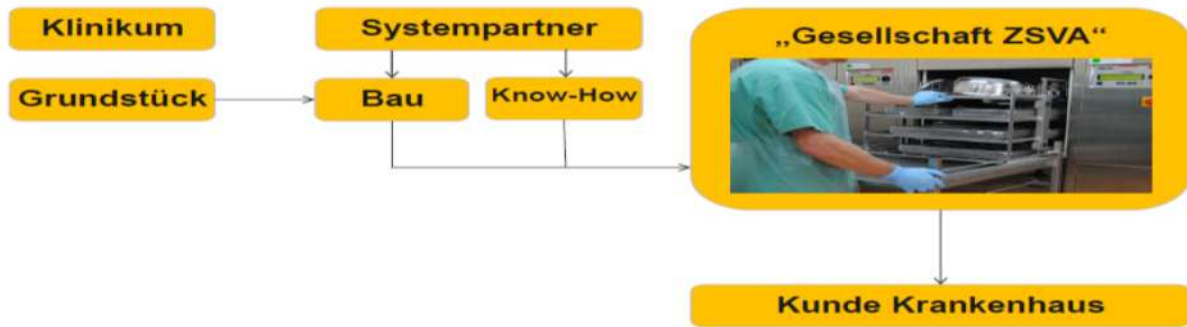 Klinikum
Systempartner
„Gesellschaft ZSVA“
Grundstück
Bau
Know-How
Kunde Krankenhaus